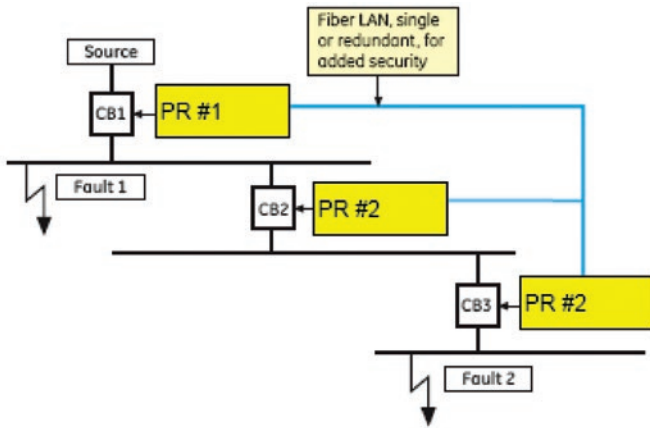 Fiber LAN, single
or redundant, for
added security
Source
CB1
PR #1
Fault 1
CB2
PR #2
CB3
PR #2
Fault 2